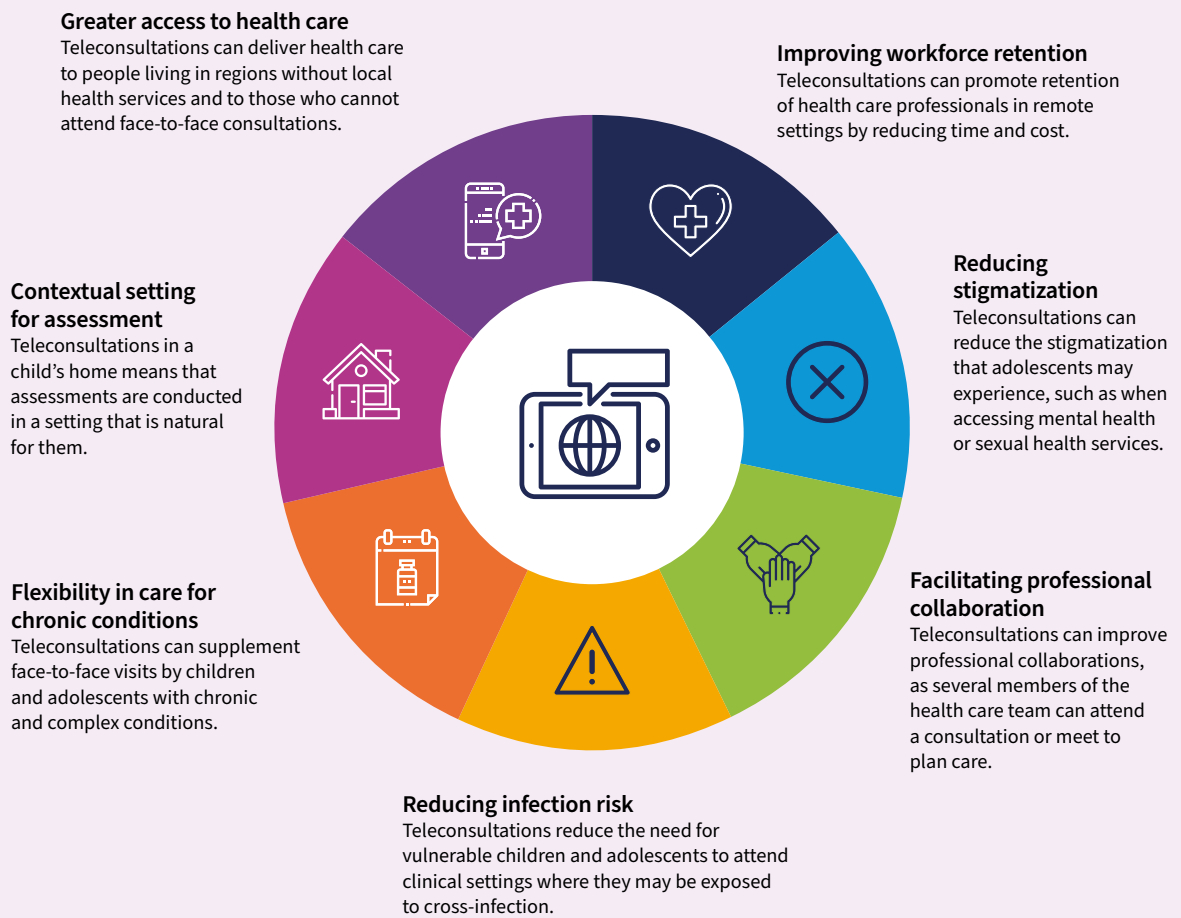 Greater access to health care
Teleconsultations can deliver health care
to people living in regions without local
health services and to those who cannot
attend face-to-face consultations.
Improving workforce retention
Teleconsultations can promote retention
of health care professionals in remote
settings by reducing time and cost.
Reducing
stigmatization
Teleconsultations can
reduce the stigmatization
that adolescents may
experience, such as when
accessing mental health
or sexual health services.
Facilitating professional
collaboration
Teleconsultations can improve
professional collaborations,
as several members of the
health care team can attend
a consultation or meet to
plan care.
Reducing infection risk
Teleconsultations reduce the need for
vulnerable children and adolescents to attend
clinical settings where they may be exposed
to cross-infection.
Flexibility in care for
chronic conditions
Teleconsultations can supplement
face-to-face visits by children
and adolescents with chronic
and complex conditions.
Contextual setting
for assessment
Teleconsultations in a
child's home means that
assessments are conducted
in a setting that is natural
for them.